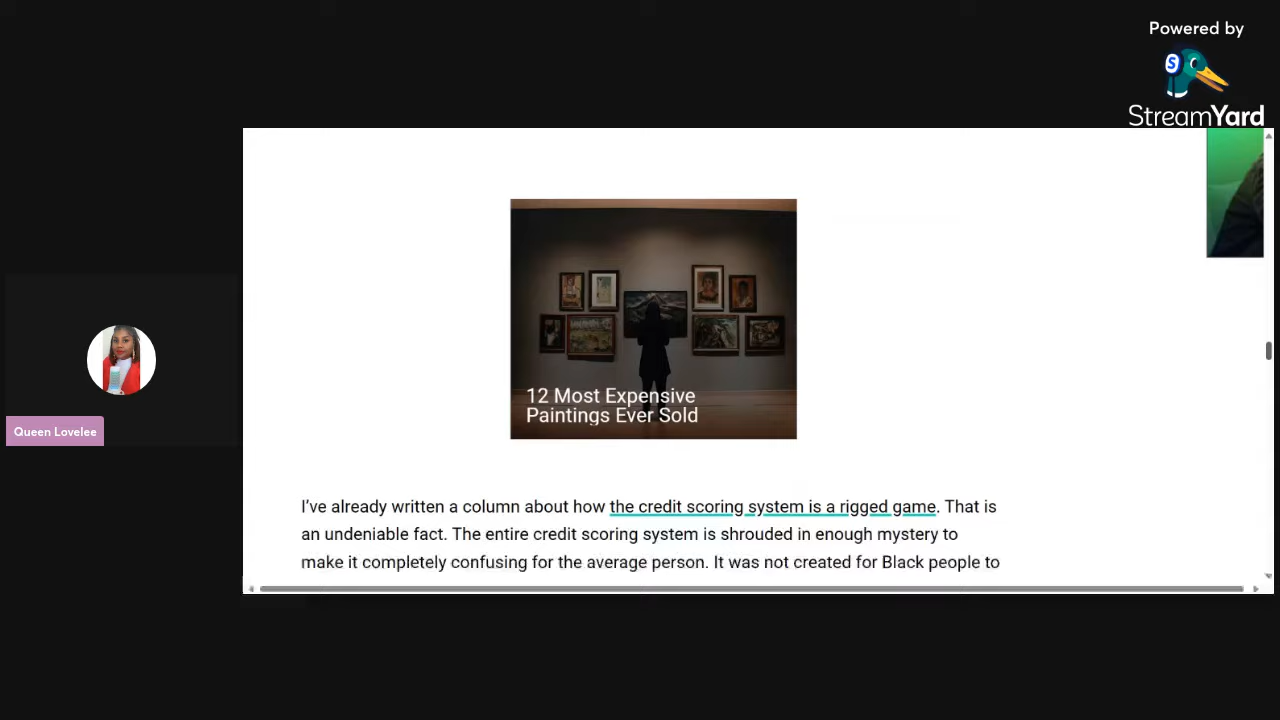 Powered by
StreamYard
12 Most Expensive
Paintings Ever Sold
Queen Lovelee
I've already written a column about how the credit scoring system is a rigged game. That is
an undeniable fact. The entire credit scoring system is shrouded in enough mystery to
make it completely confusing for the average person. It was not created for Black people to